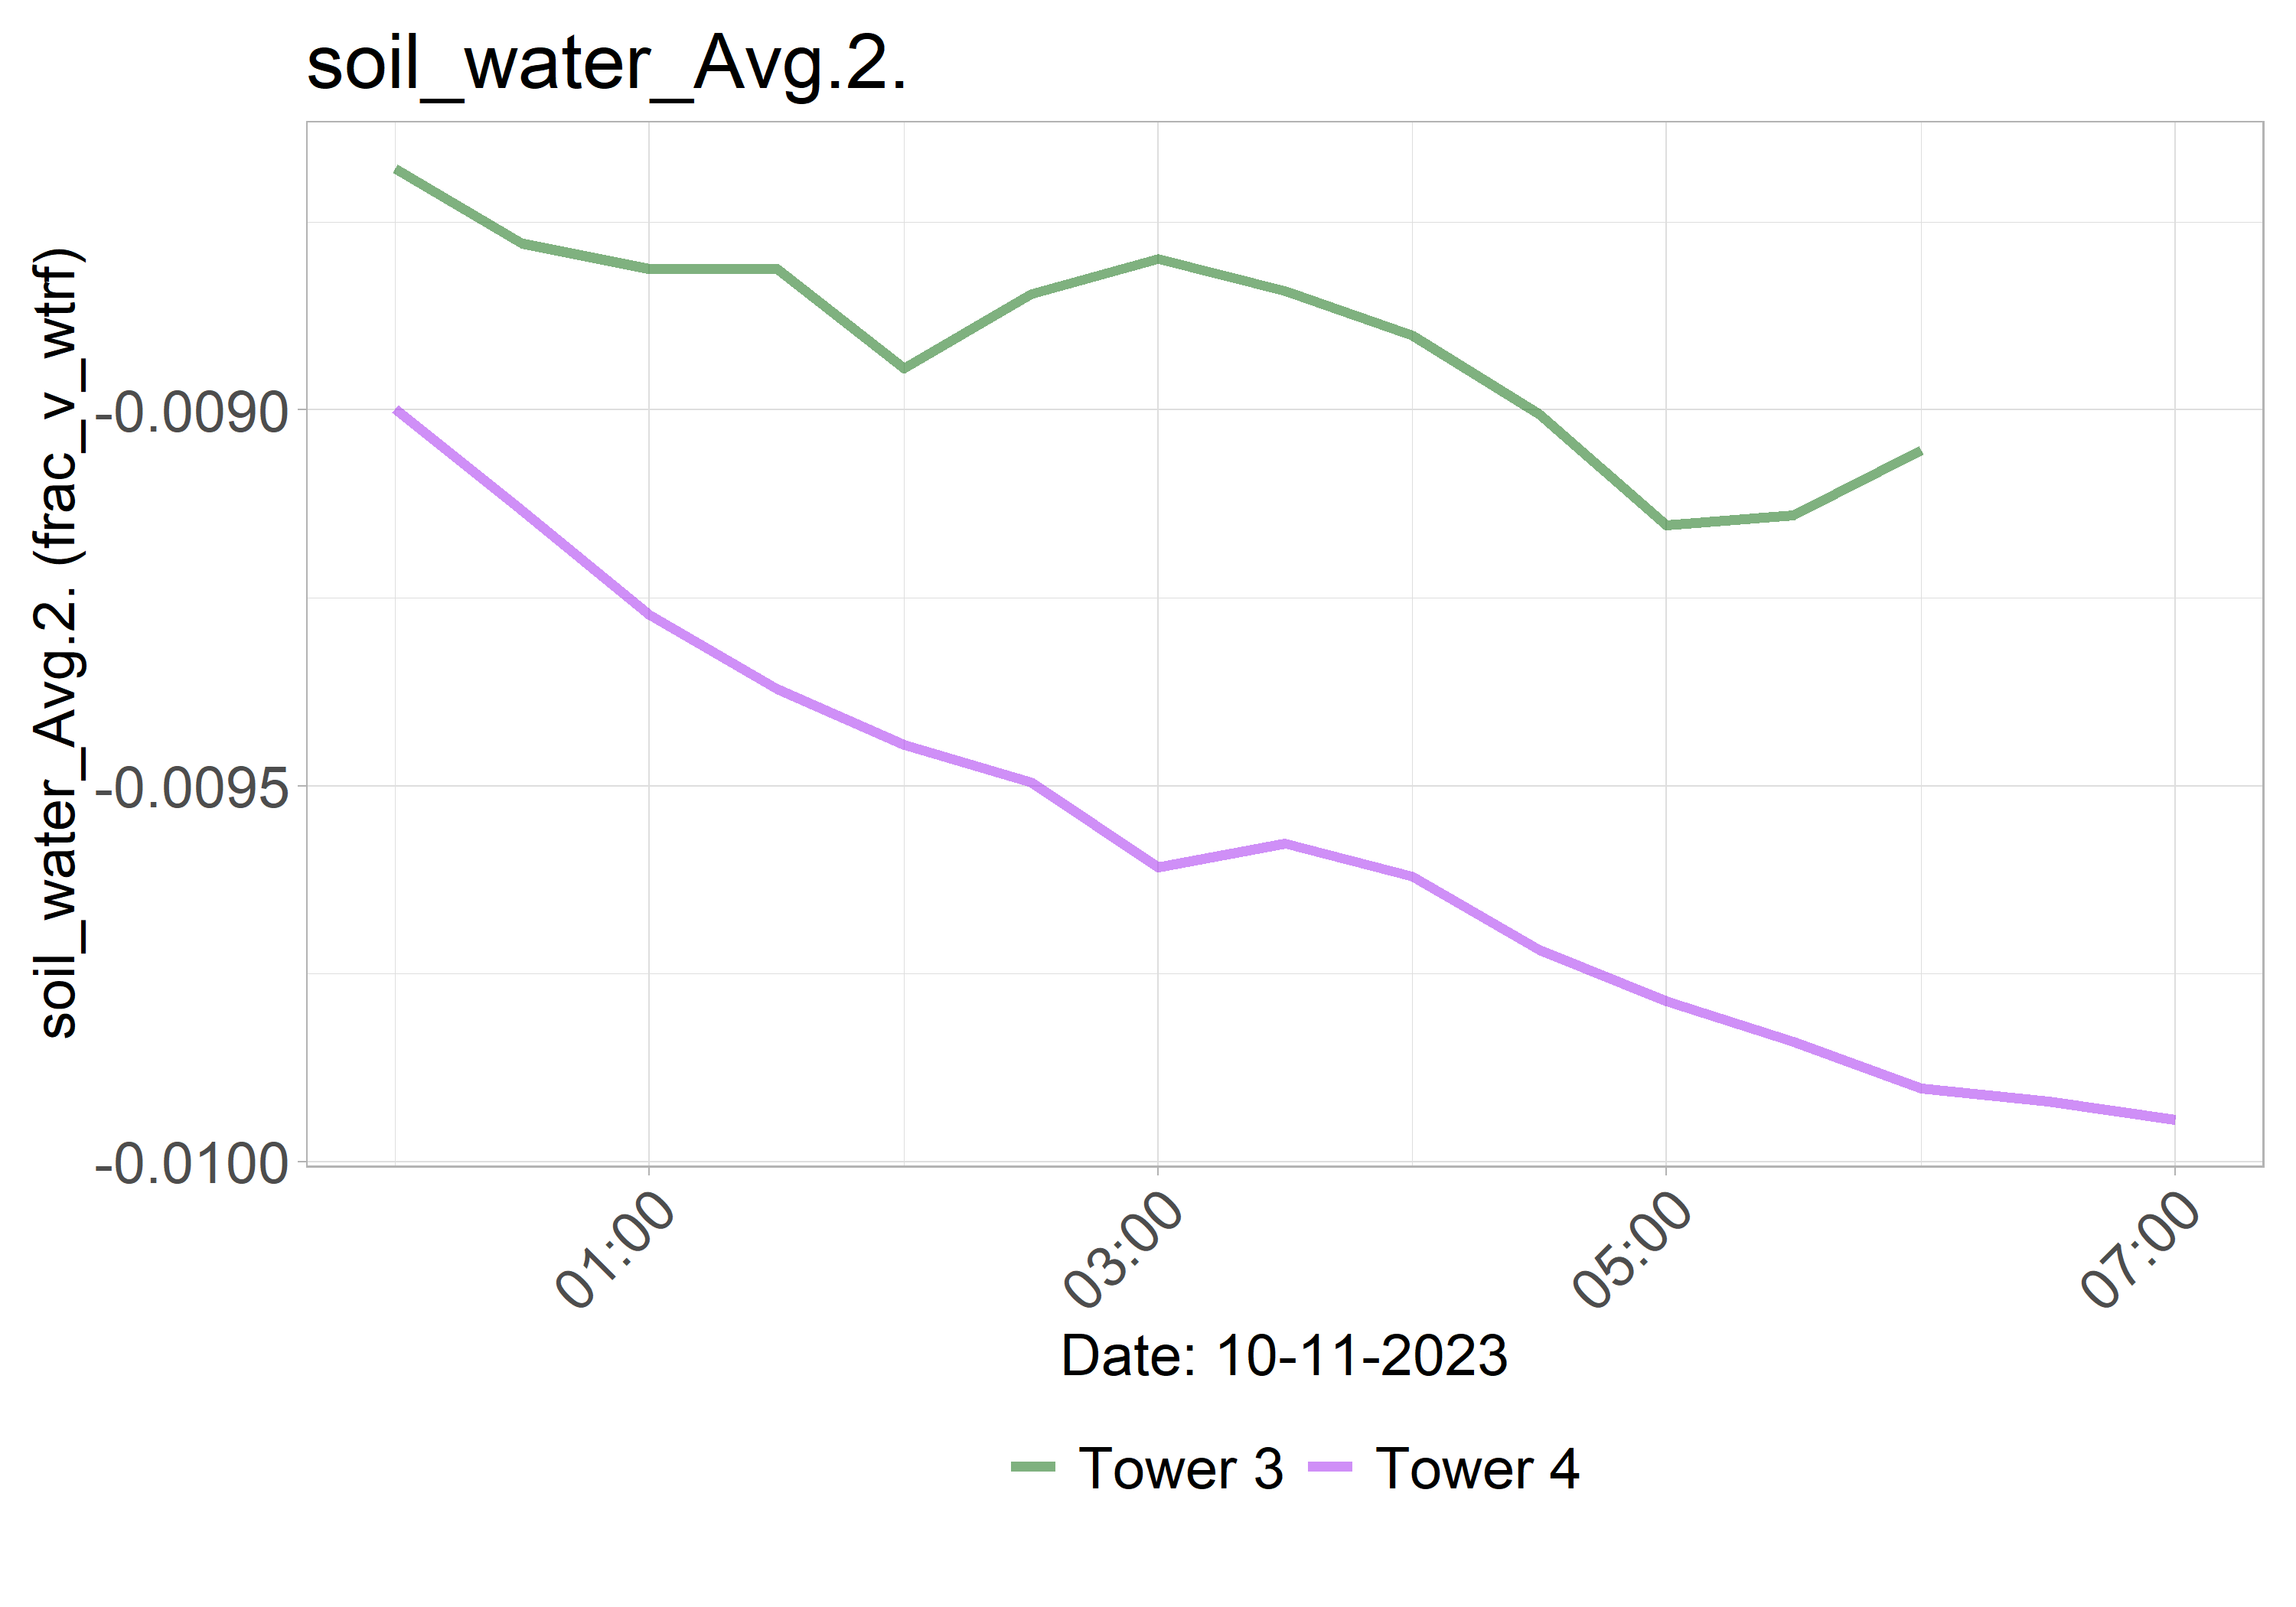 soil_water_Avg.2.
soil_water_Avg.2. (frac_v_wtrf)
-0.0090
-0.0095
-0.0100
01:00
03:00
05:00
07:00
Date: 10-11-2023
Tower 3
Tower 4